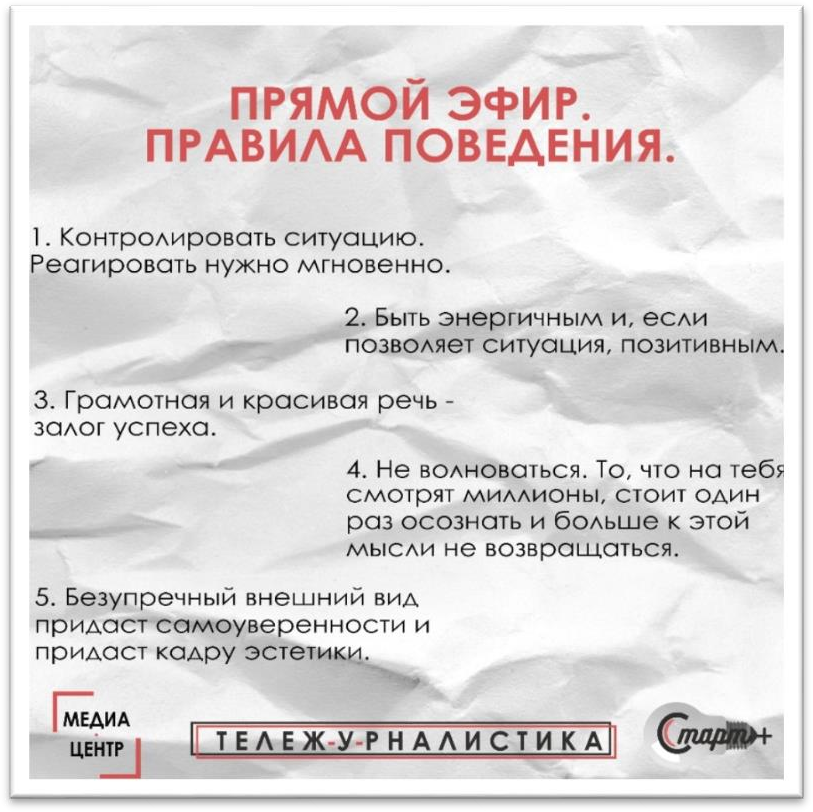 ПРЯМОЙ ЭФИР.
ПРАВИЛА ПОВЕДЕНИЯ.
1. Контролировать ситуацию.
Реагировать нужно мгновенно.
2. Быть энергичным и, если
позволяет ситуация, позитивным.
3. Грамотная и красивая речь -
залог успеха.
4. Не волноваться. То, что на тебя
смотрят миллионы, стоит один
раз осознать и больше к этой
мысли не возвращаться.
5. Безупречный внешний вид
придаст самоуверенности и
придаст кадру эстетики.
МЕДИА
ЦЕНТР
ТЕЛЕЖ-У-РНАЛИСТИКА
Старт+